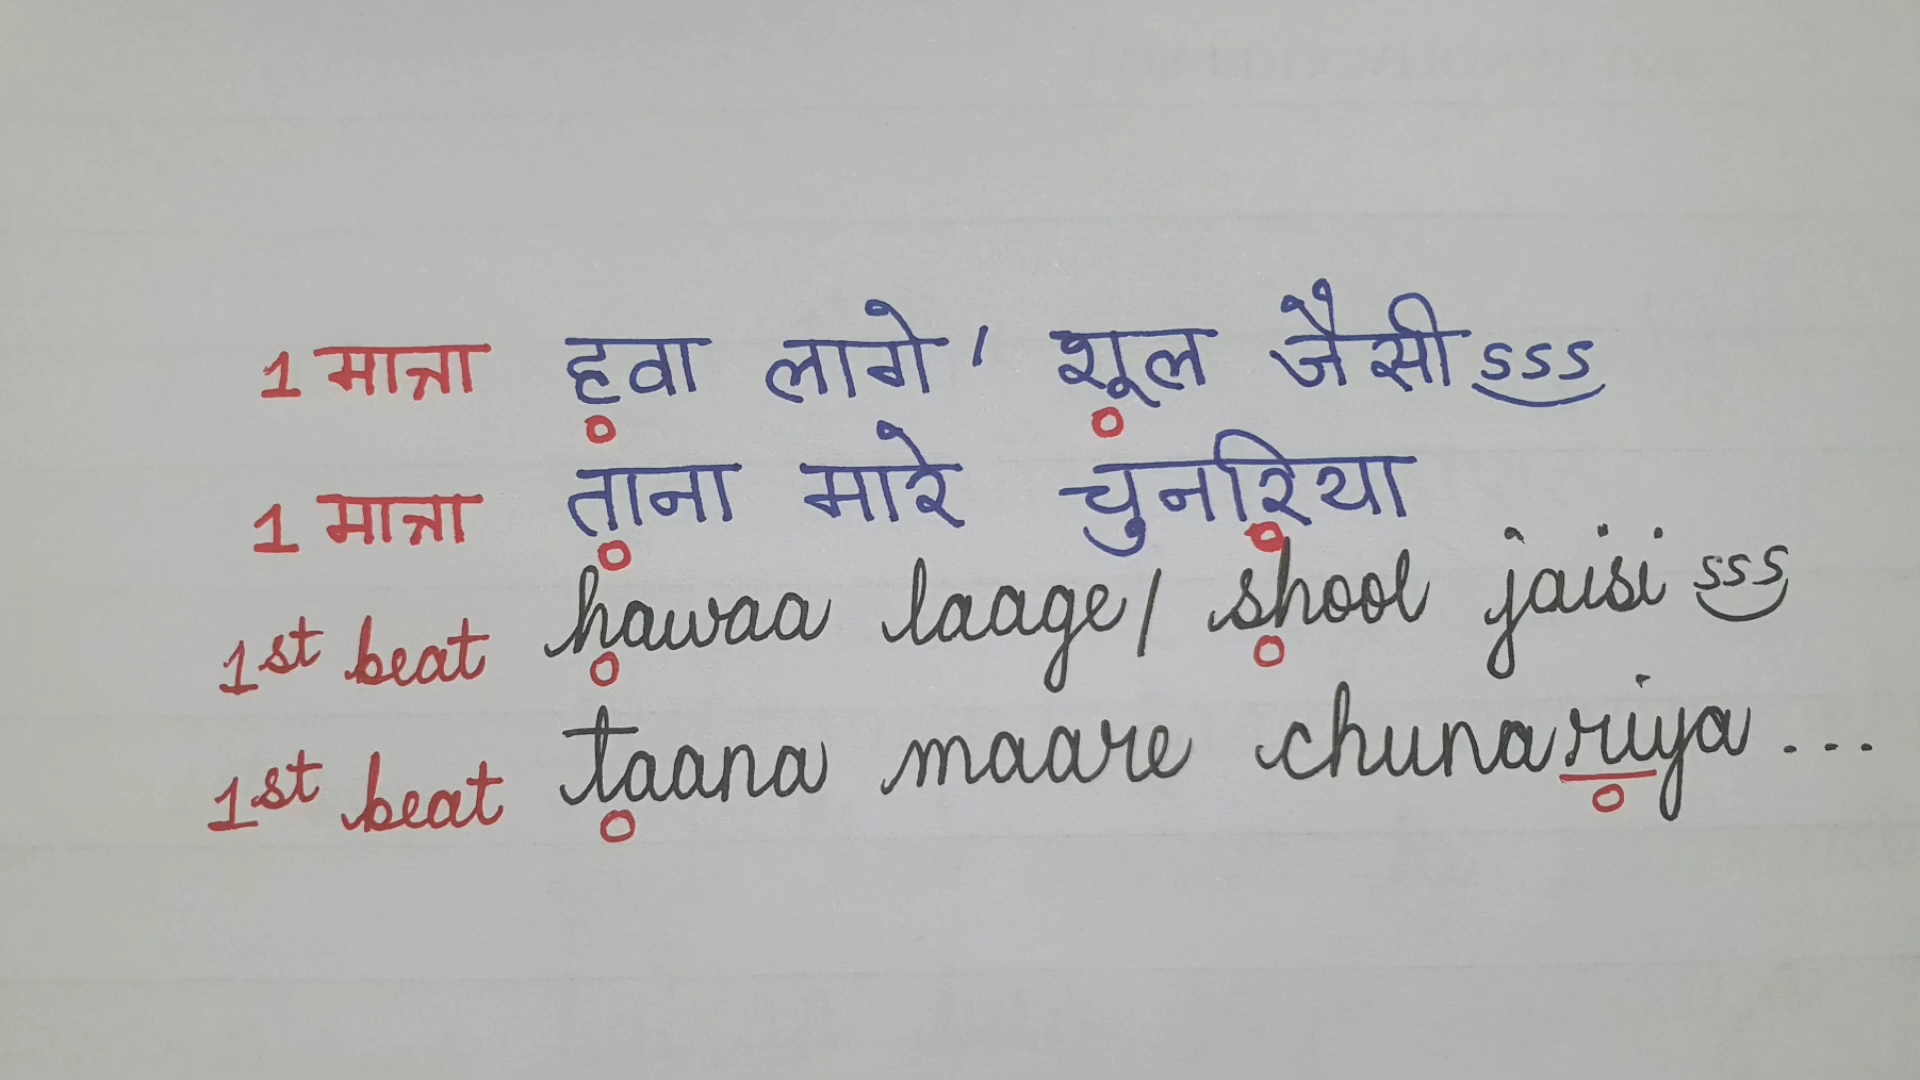 1 मात्रा हवा लागे ' शूल जैसी sss
1 मात्रा ताना मारे चुनरिया
1st beat hawaa laage / shool jaisi sss
1st beat taana maare chunariya ...